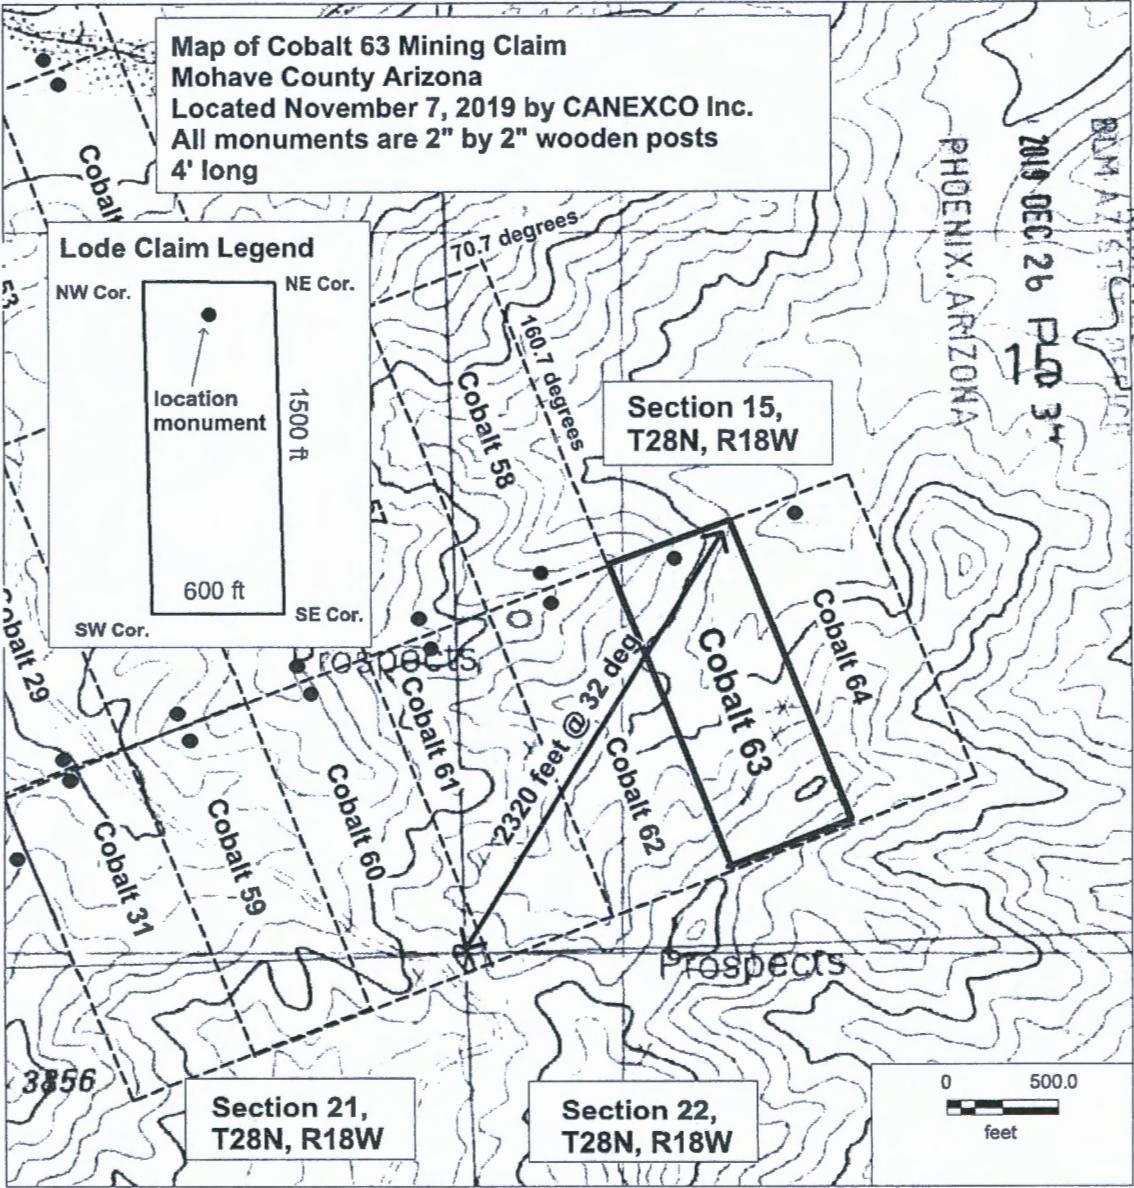 Map of Cobalt 63 Mining Claim
Mohave County Arizona
Located November 7, 2019 by CANEXCO Inc.
All monuments are 2" by 2" wooden posts
4' long
Cobalt
PHOENIX, ARIZONA
2019 DEC 26
Lode Claim Legend
NW Cor.
NE Cor.
location
monument
1500 ft
600 ft
SW Cor.
SE Cor.
53
70.7 degrees
160.7 degrees
Cobalt 58
57
15
Section 15,
T28N, R18W
Cobalt 29
Prospects
Cobalt 61
2320 feet @ 32 deg
Cobalt 63
Cobalt 64
Cobalt 62
Cobalt 60
Cobalt 59
Cobalt 31
Prospects
3856
Section 21,
T28N, R18W
Section 22,
T28N, R18W
0 500.0
feet